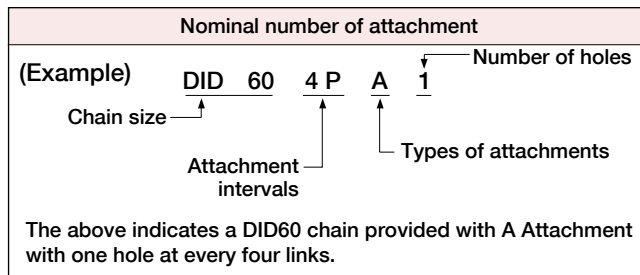 Nominal number of attachment
Number of holes
(Example)
DID 60 4 P A 1
Chain size
Types of attachments
Attachment
intervals
The above indicates a DID60 chain provided with A Attachment
with one hole at every four links.